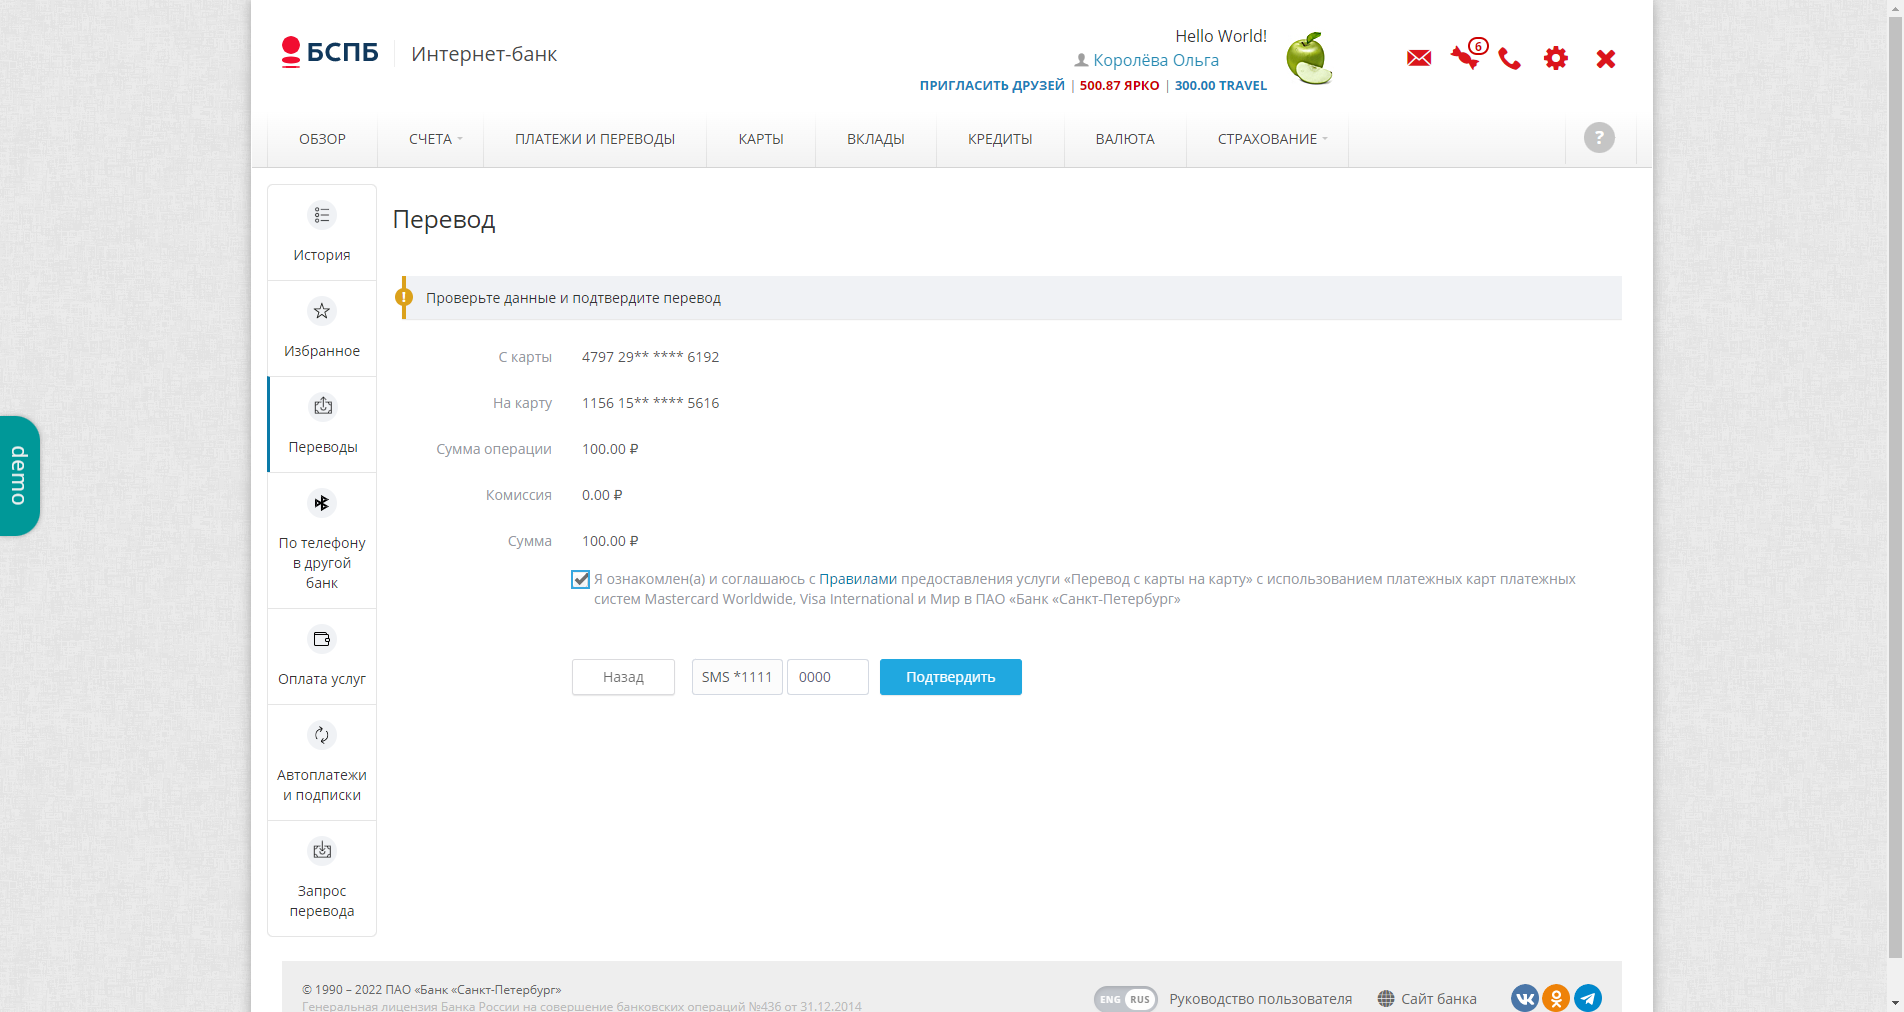 БСПБ
Интернет-банк
Hello World!
Королёва Ольга
ПРИГЛАСИТЬ ДРУЗЕЙ | 500.87 ЯРКО | 300.00 TRAVEL
6
ОБЗОР
СЧЕТА
ПЛАТЕЖИ И ПЕРЕВОДЫ
КАРТЫ
ВКЛАДЫ
КРЕДИТЫ
ВАЛЮТА
СТРАХОВАНИЕ
?
История
Избранное
Переводы
По телефону
в другой
банк
Оплата услуг
Автоплатежи
и подписки
Запрос
перевода
demo
Перевод
! Проверьте данные и подтвердите перевод
С карты 4797 29** **** 6192
На карту 1156 15** **** 5616
Сумма операции 100.00 ₽
Комиссия 0.00 ₽
Сумма 100.00 ₽
Я ознакомлен(а) и соглашаюсь с Правилами предоставления услуги «Перевод с карты на карту» с использованием платежных карт платежных
систем Mastercard Worldwide, Visa International и Мир в ПАО «Банк «Санкт-Петербург»
Назад
SMS *1111
0000
Подтвердить
© 1990 – 2022 ПАО «Банк «Санкт-Петербург»
Генеральная лицензия Банка России на совершение банковских операций №436 от 31.12.2014
ENG RUS
Руководство пользователя
Сайт банка